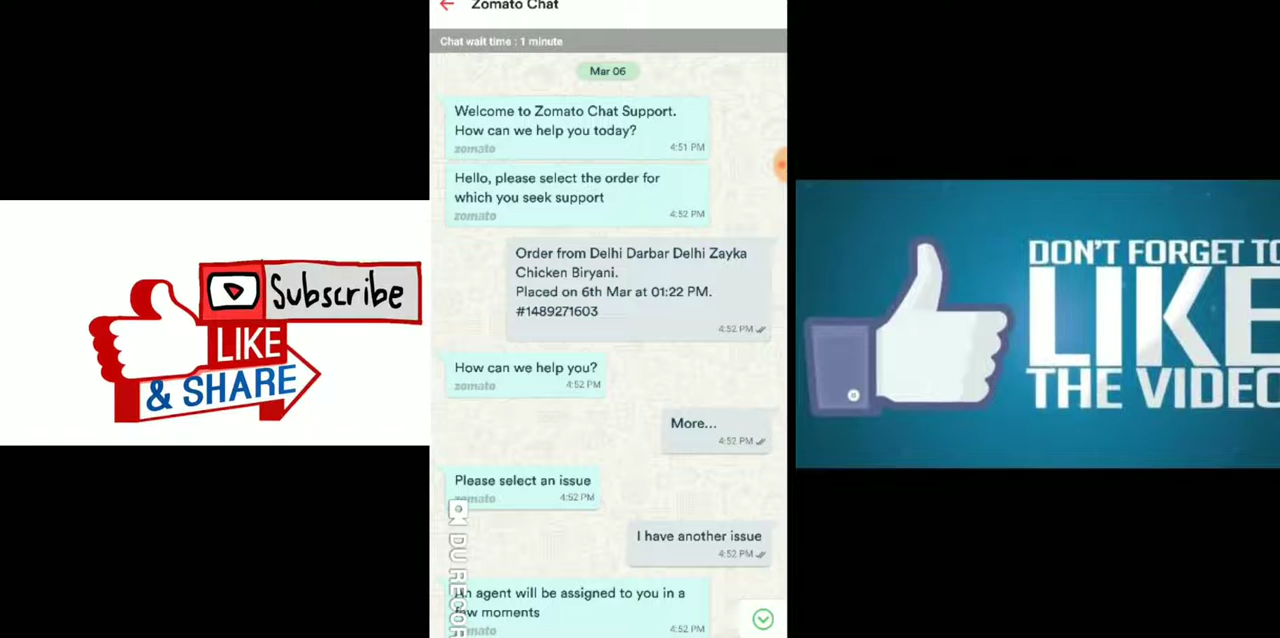 Subscribe
LIKE
& SHARE
Zomato Chat
Chat wait time : 1 minute
Mar 06
Welcome to Zomato Chat Support.
How can we help you today?
zomato 4:51 PM
Hello, please select the order for
which you seek support
zomato 4:52 PM
Order from Delhi Darbar Delhi Zayka
Chicken Biryani.
Placed on 6th Mar at 01:22 PM.
#1489271603
4:52 PM
How can we help you?
zomato 4:52 PM
More...
4:52 PM
Please select an issue
zomato 4:52 PM
I have another issue
4:52 PM
An agent will be assigned to you in a
few moments
zomato 4:52 PM
DU RECOR
DON'T FORGET TO
LIKE
THE VIDEO